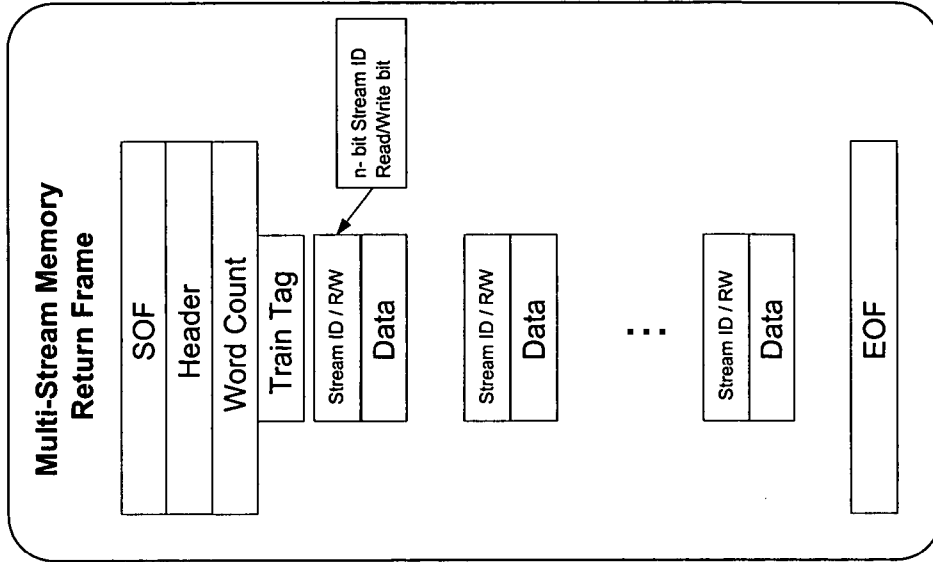 Multi-Stream Memory
Return Frame
SOF
Header
Word Count
Train Tag
Stream ID / R/W
n- bit Stream ID
Read/Write bit
Data
Stream ID / R/W
Data
...
Stream ID / RW
Data
EOF